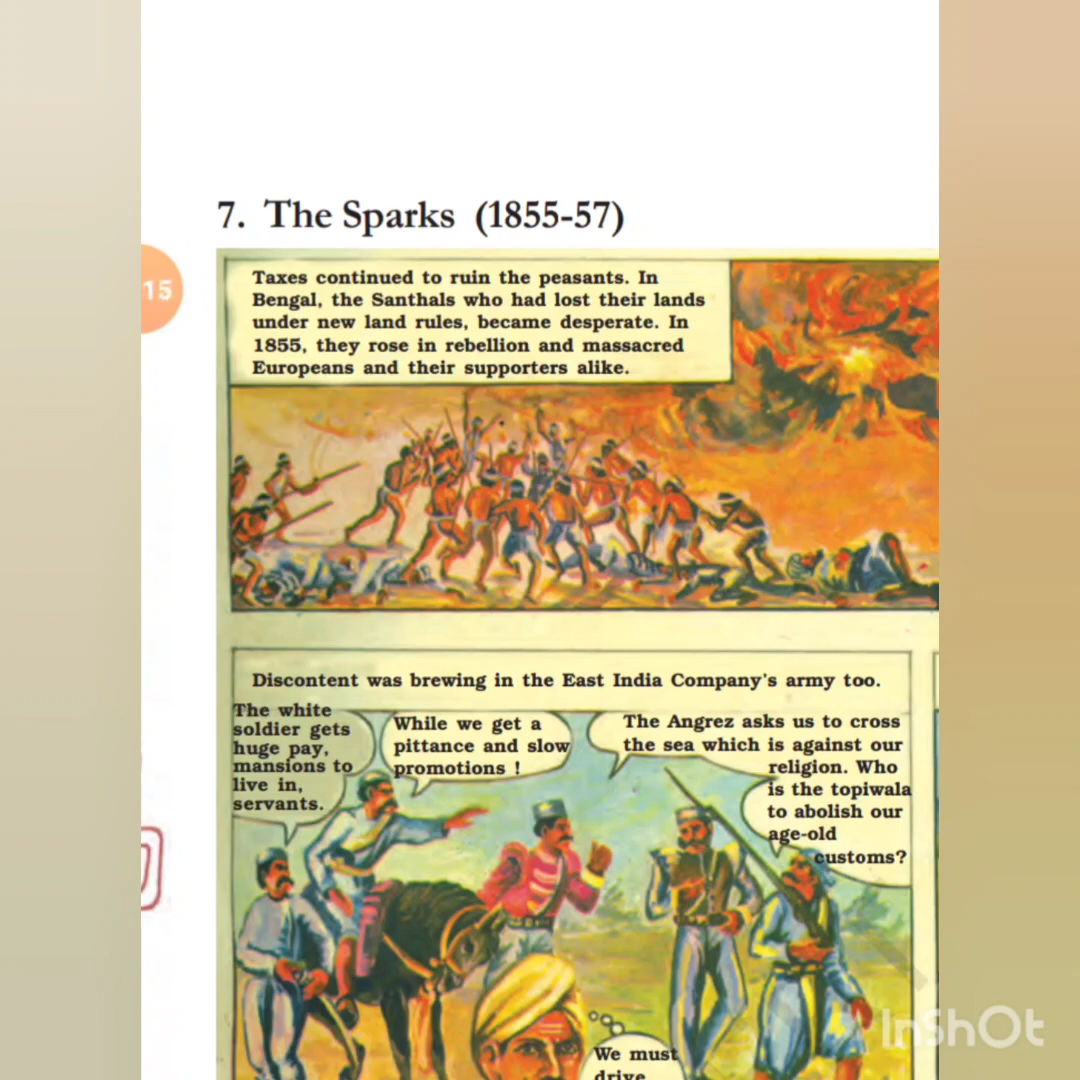 7. The Sparks (1855-57)
15
Taxes continued to ruin the peasants. In
Bengal, the Santhals who had lost their lands
under new land rules, became desperate. In
1855, they rose in rebellion and massacred
Europeans and their supporters alike.
Discontent was brewing in the East India Company's army too.
The white
soldier gets
huge pay,
mansions to
live in,
servants.
While we get a
pittance and slow
promotions !
The Angrez asks us to cross
the sea which is against our
religion. Who
is the topiwala
to abolish our
age-old
customs?
We must
drive
InShOt